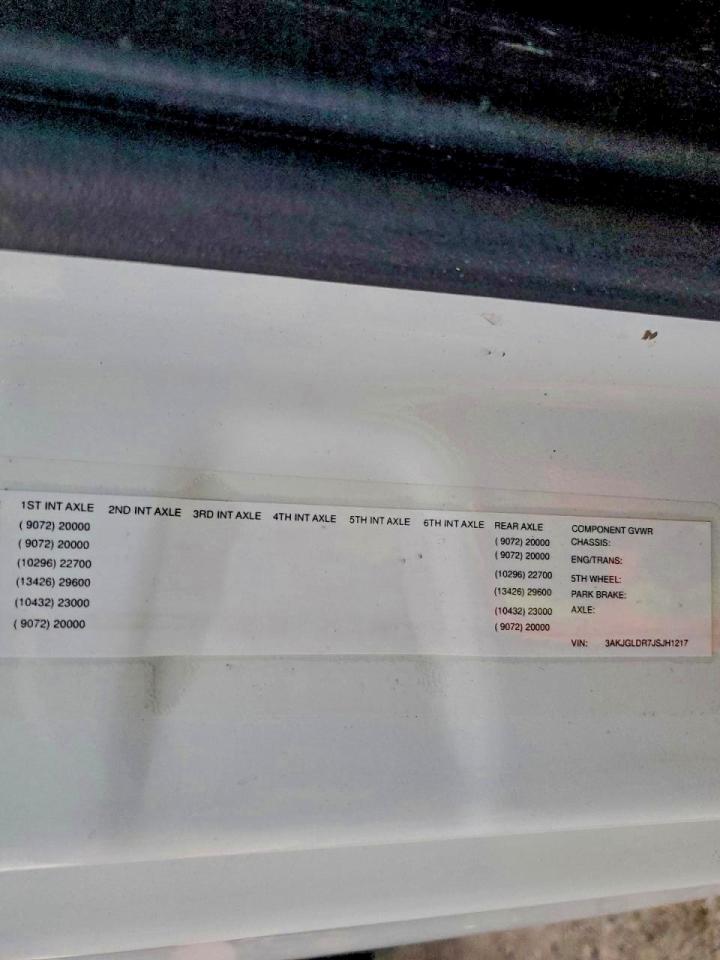 1ST INT AXLE 2ND INT AXLE 3RD INT AXLE 4TH INT AXLE 5TH INT AXLE 6TH INT AXLE REAR AXLE COMPONENT GVWR
( 9072) 20000 ( 9072) 20000 CHASSIS:
( 9072) 20000 ( 9072) 20000 ENG/TRANS:
(10296) 22700 (10296) 22700 5TH WHEEL:
(13426) 29600 (13426) 29600 PARK BRAKE:
(10432) 23000 (10432) 23000 AXLE:
( 9072) 20000 ( 9072) 20000
VIN: 3AKJGLDR7JSJH1217